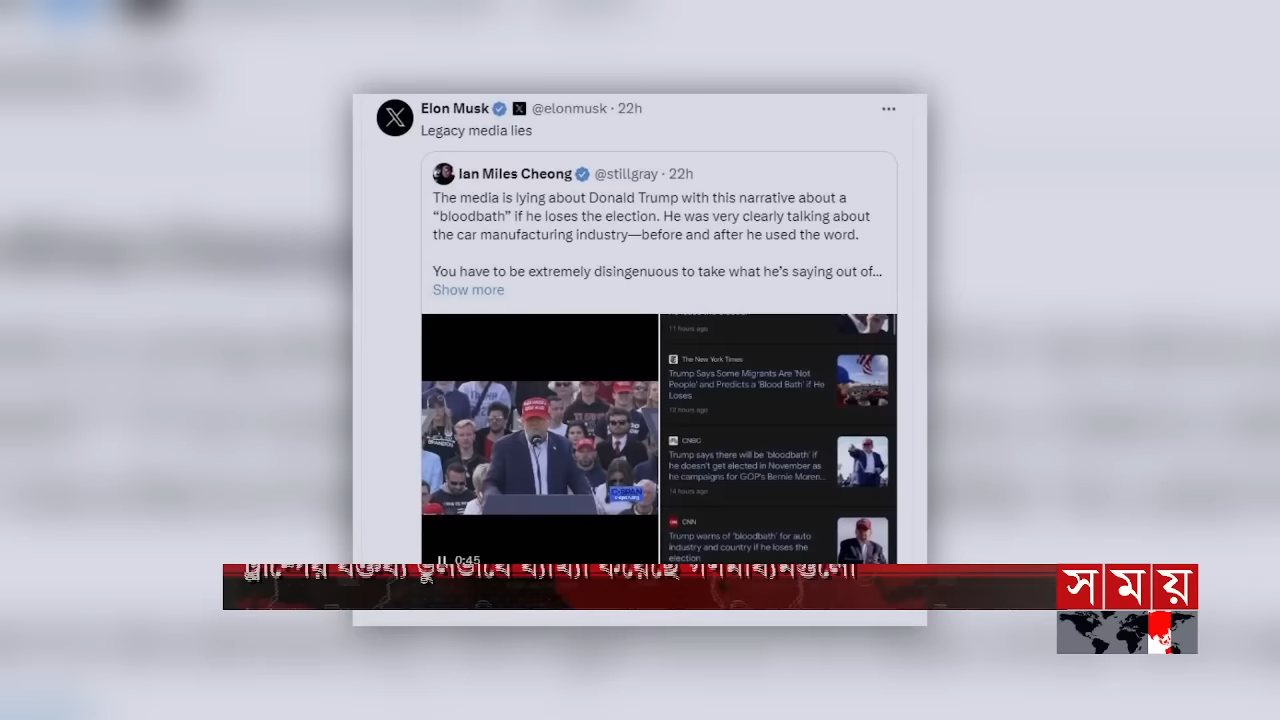 Elon Musk @elonmusk · 22h
Legacy media lies
Ian Miles Cheong @stillgray · 22h
The media is lying about Donald Trump with this narrative about a
“bloodbath” if he loses the election. He was very clearly talking about
the car manufacturing industry—before and after he used the word.
You have to be extremely disingenuous to take what he’s saying out of...
Show more
11 hours ago
The New York Times
Trump Says Some Migrants Are 'Not
People' and Predicts a 'Blood Bath' if He
Loses
13 hours ago
CNBC
Trump says there will be 'bloodbath' if
he doesn't get elected in November as
he campaigns for GOP's Bernie Moren...
14 hours ago
CNN
Trump warns of 'bloodbath' for auto
industry and country if he loses the
election
C-SPAN
0:45
সময়